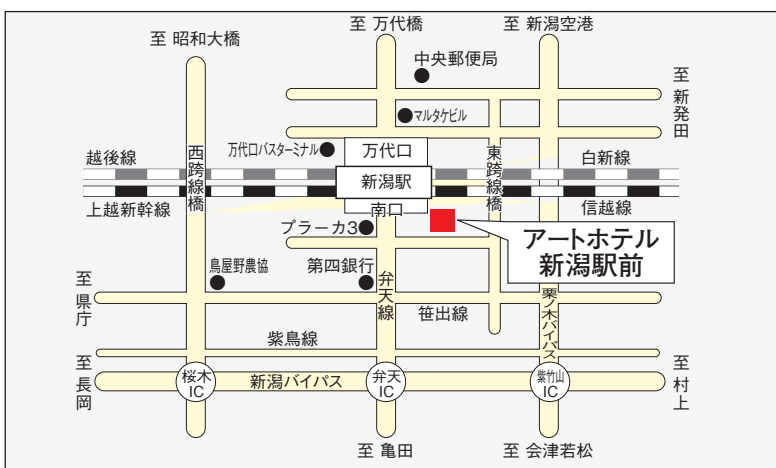 至 昭和大橋
至 万代橋
至 新潟空港
中央郵便局
至 新発田
マルタケビル
万代口バスターミナル
万代口
越後線
西跨線橋
新潟駅
東跨線橋
白新線
上越新幹線
南口
信越線
プラーカ3
アートホテル
新潟駅前
鳥屋野農協
第四銀行
至 県庁
弁天線
笹出線
栗ノ木バイパス
紫鳥線
至 長岡
桜木
IC
新潟バイパス
弁天
IC
紫竹山
IC
至 村上
至 亀田
至 会津若松